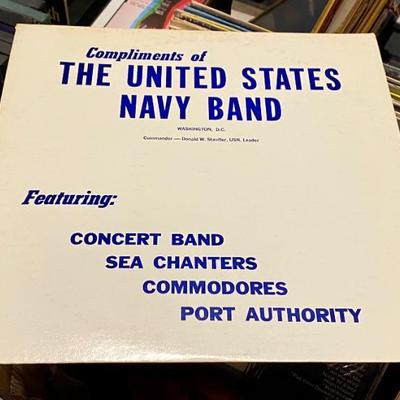 Compliments of
THE UNITED STATES
NAVY BAND
WASHINGTON, D.C.
Commander — Donald W. Stauffer, USN, Leader
Featuring:
CONCERT BAND
SEA CHANTERS
COMMODORES
PORT AUTHORITY